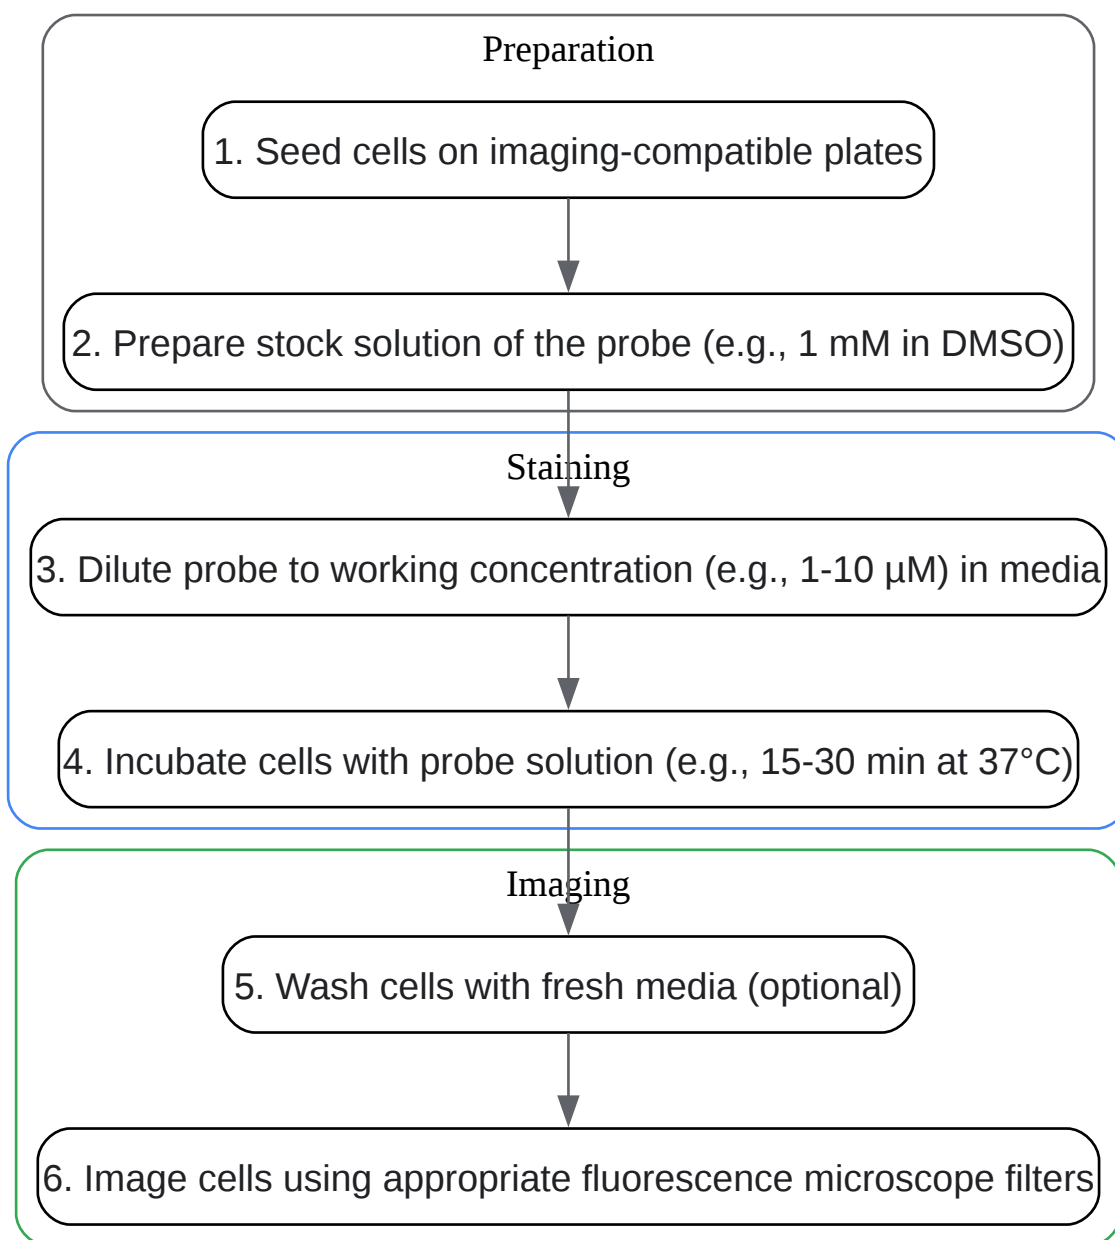 Preparation
1. Seed cells on imaging-compatible plates
2. Prepare stock solution of the probe (e.g., 1 mM in DMSO)
Staining
3. Dilute probe to working concentration (e.g., 1-10 µM) in media
4. Incubate cells with probe solution (e.g., 15-30 min at 37°C)
Imaging
5. Wash cells with fresh media (optional)
6. Image cells using appropriate fluorescence microscope filters